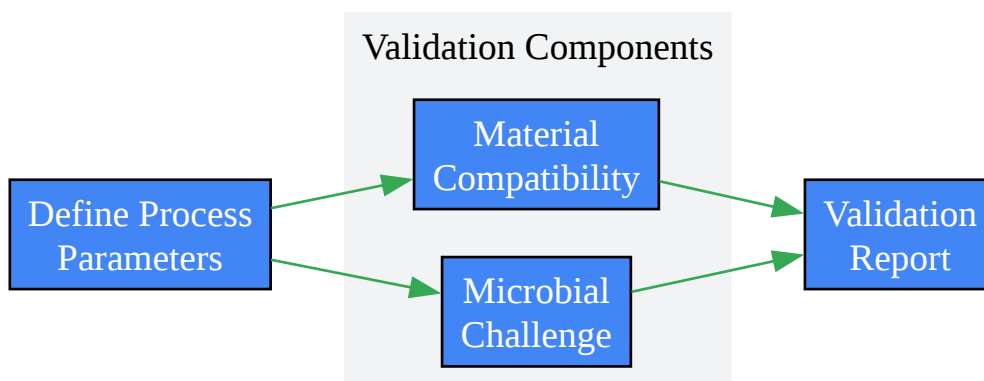 Validation Components
Define Process
Parameters
Material
Compatibility
Microbial
Challenge
Validation
Report